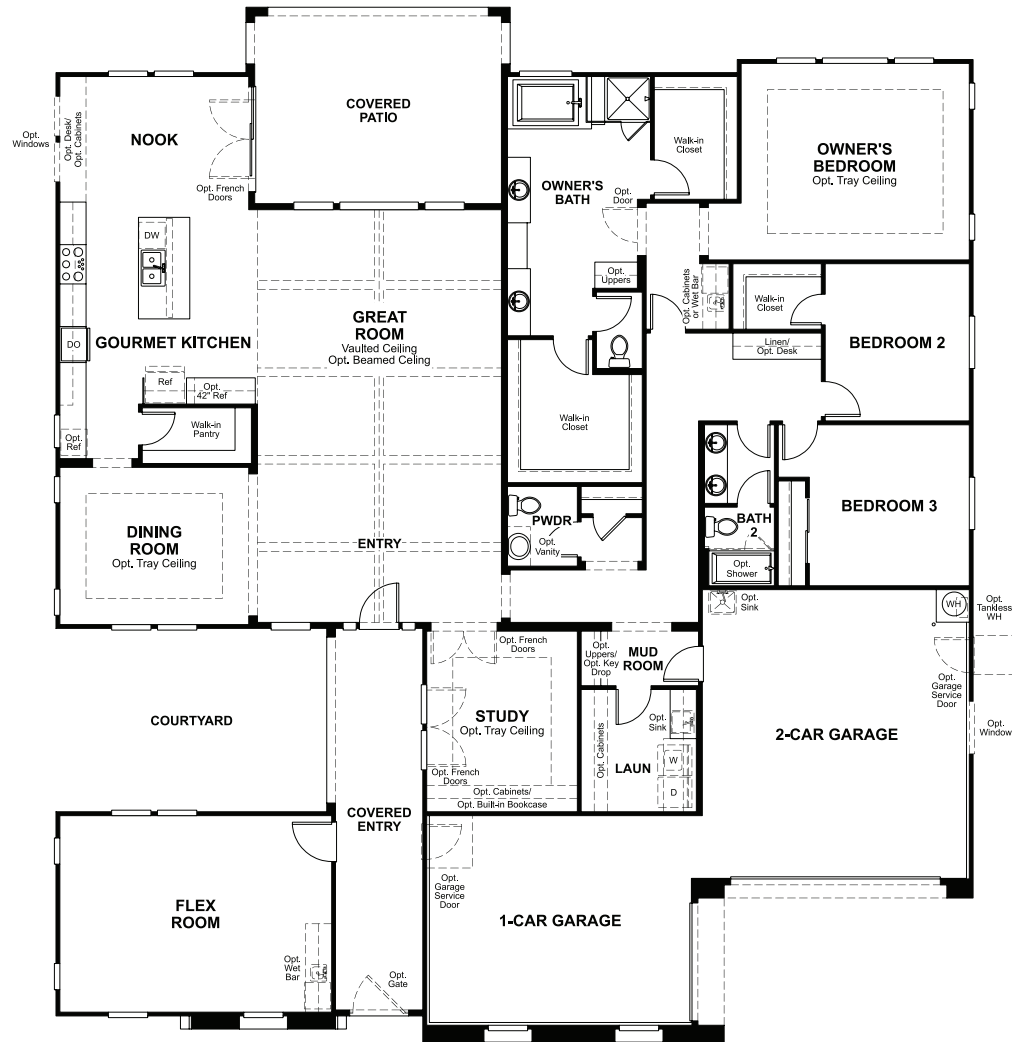 COVERED
PATIO
NOOK
Opt.
Windows
Opt. Desk/
Opt. Cabinets
Opt. French
Doors
DW
DO
GOURMET KITCHEN
Ref
Opt.
42" Ref
Opt.
Ref
Walk-in
Pantry
GREAT
ROOM
Vaulted Ceiling
Opt. Beamed Celing
OWNER'S
BATH
Opt.
Door
Opt.
Uppers
Walk-in
Closet
OWNER'S
BEDROOM
Opt. Tray Ceiling
Opt. Cabinets
or Wet Bar
Walk-in
Closet
BEDROOM 2
Linen/
Opt. Desk
Walk-in
Closet
BEDROOM 3
BATH
2
Opt.
Shower
PWDR
Opt.
Vanity
DINING
ROOM
Opt. Tray Ceiling
ENTRY
Opt.
Sink
WH
Opt.
Tankless
WH
Opt.
Garage
Service
Door
Opt.
Window
2-CAR GARAGE
Opt. French
Doors
Opt.
Uppers/
Opt. Key
Drop
MUD
ROOM
STUDY
Opt. Tray Ceiling
Opt. French
Doors
Opt. Cabinets/
Opt. Built-in Bookcase
Opt. Cabinets
Opt.
Sink
LAUN
W
D
COURTYARD
COVERED
ENTRY
Opt.
Garage
Service
Door
1-CAR GARAGE
FLEX
ROOM
Opt.
Wet
Bar
Opt.
Gate